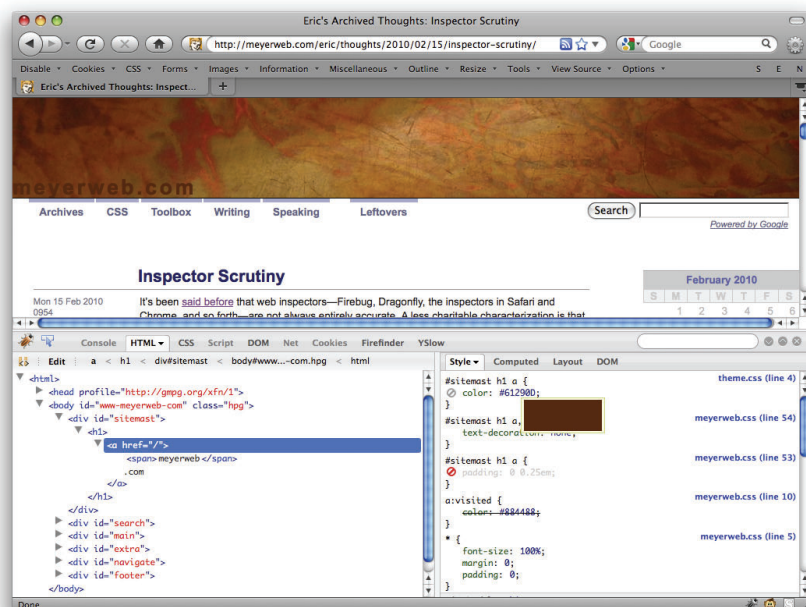 Eric's Archived Thoughts: Inspector Scrutiny
http://meyerweb.com/eric/thoughts/2010/02/15/inspector-scrutiny/
Google
Disable Cookies CSS Forms Images Information Miscellaneous Outline Resize Tools View Source Options S E N
Eric's Archived Thoughts: Inspect...
meyerweb.com
Archives CSS Toolbox Writing Speaking Leftovers
Search
Powered by Google
Inspector Scrutiny
February 2010
S M T W T F S
1 2 3 4 5 6
Mon 15 Feb 2010
0954
It's been said before that web inspectors—Firebug, Dragonfly, the inspectors in Safari and
Chrome, and so forth—are not always entirely accurate. A less charitable characterization is that
Console HTML CSS Script DOM Net Cookies Firefinder YSlow
Edit a < h1 < div#sitemast < body#www...-com.hpg < html
<html>
<head profile="http://gmpg.org/xfn/1">
<body id="www-meyerweb-com" class="hpg">
<div id="sitemast">
<h1>
<a href="/">
<span>meyerweb</span>
.com
</a>
</h1>
</div>
<div id="search">
<div id="main">
<div id="extra">
<div id="navigate">
<div id="footer">
</body>
Style Computed Layout DOM
#sitemast h1 a { theme.css (line 4)
color: #61290D;
}
#sitemast h1 a, meyerweb.css (line 54)
text-decoration: none;
}
#sitemast h1 a { meyerweb.css (line 53)
padding: 0 0.25em;
}
a:visited { meyerweb.css (line 10)
color: #884488;
}
* { meyerweb.css (line 5)
font-size: 100%;
margin: 0;
padding: 0;
}
Done